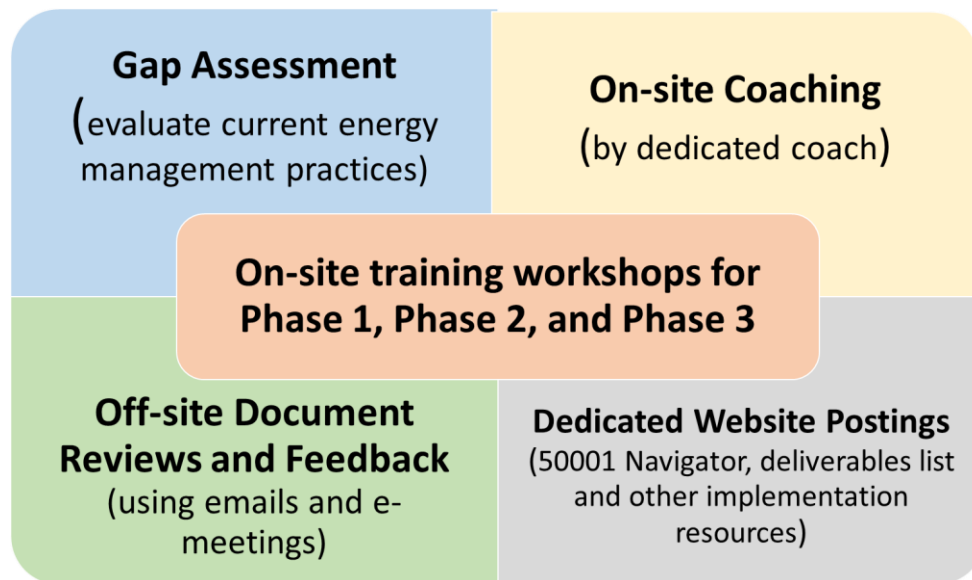 Gap Assessment
(evaluate current energy
management practices)
On-site Coaching
(by dedicated coach)
On-site training workshops for
Phase 1, Phase 2, and Phase 3
Off-site Document
Reviews and Feedback
(using emails and e-
meetings)
Dedicated Website Postings
(50001 Navigator, deliverables list
and other implementation
resources)